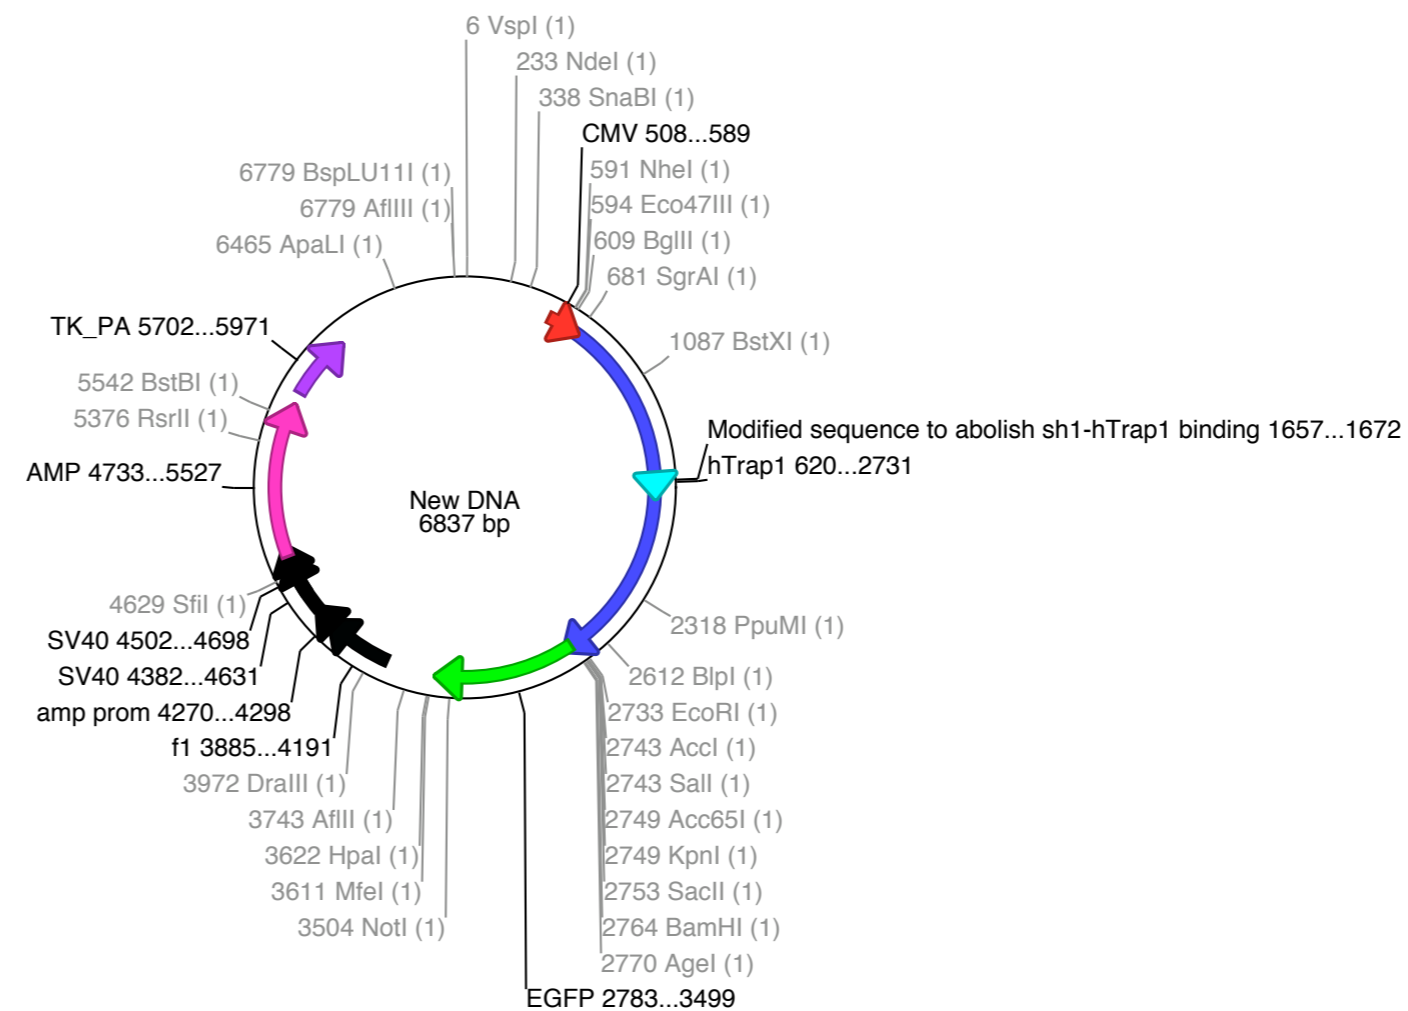 6 VspI (1)
233 NdeI (1)
338 SnaBI (1)
CMV 508...589
591 NheI (1)
594 Eco47III (1)
609 BglII (1)
681 SgrAI (1)
1087 BstXI (1)
Modified sequence to abolish sh1-hTrap1 binding 1657...1672
hTrap1 620...2731
2318 PpuMI (1)
2612 BlpI (1)
2733 EcoRI (1)
2743 AccI (1)
2743 SalI (1)
2749 Acc65I (1)
2749 KpnI (1)
2753 SacII (1)
2764 BamHI (1)
2770 AgeI (1)
EGFP 2783...3499
3504 NotI (1)
3611 MfeI (1)
3622 HpaI (1)
3743 AflII (1)
3972 DraIII (1)
f1 3885...4191
amp prom 4270...4298
SV40 4382...4631
SV40 4502...4698
4629 SfiI (1)
AMP 4733...5527
5376 RsrII (1)
5542 BstBI (1)
TK_PA 5702...5971
6465 ApaLI (1)
6779 AflIII (1)
6779 BspLU11I (1)
New DNA
6837 bp